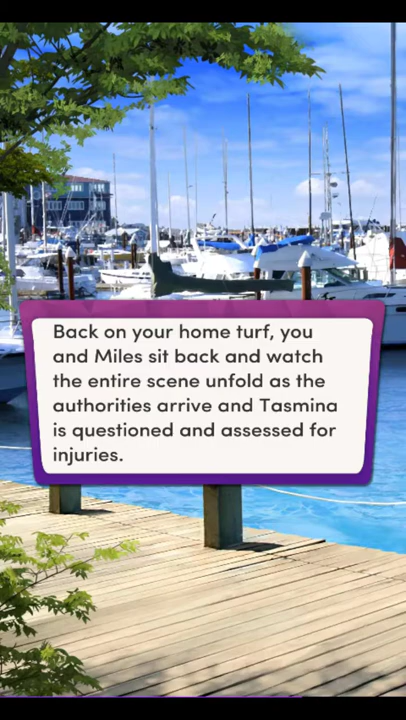 Back on your home turf, you
and Miles sit back and watch
the entire scene unfold as the
authorities arrive and Tasmina
is questioned and assessed for
injuries.